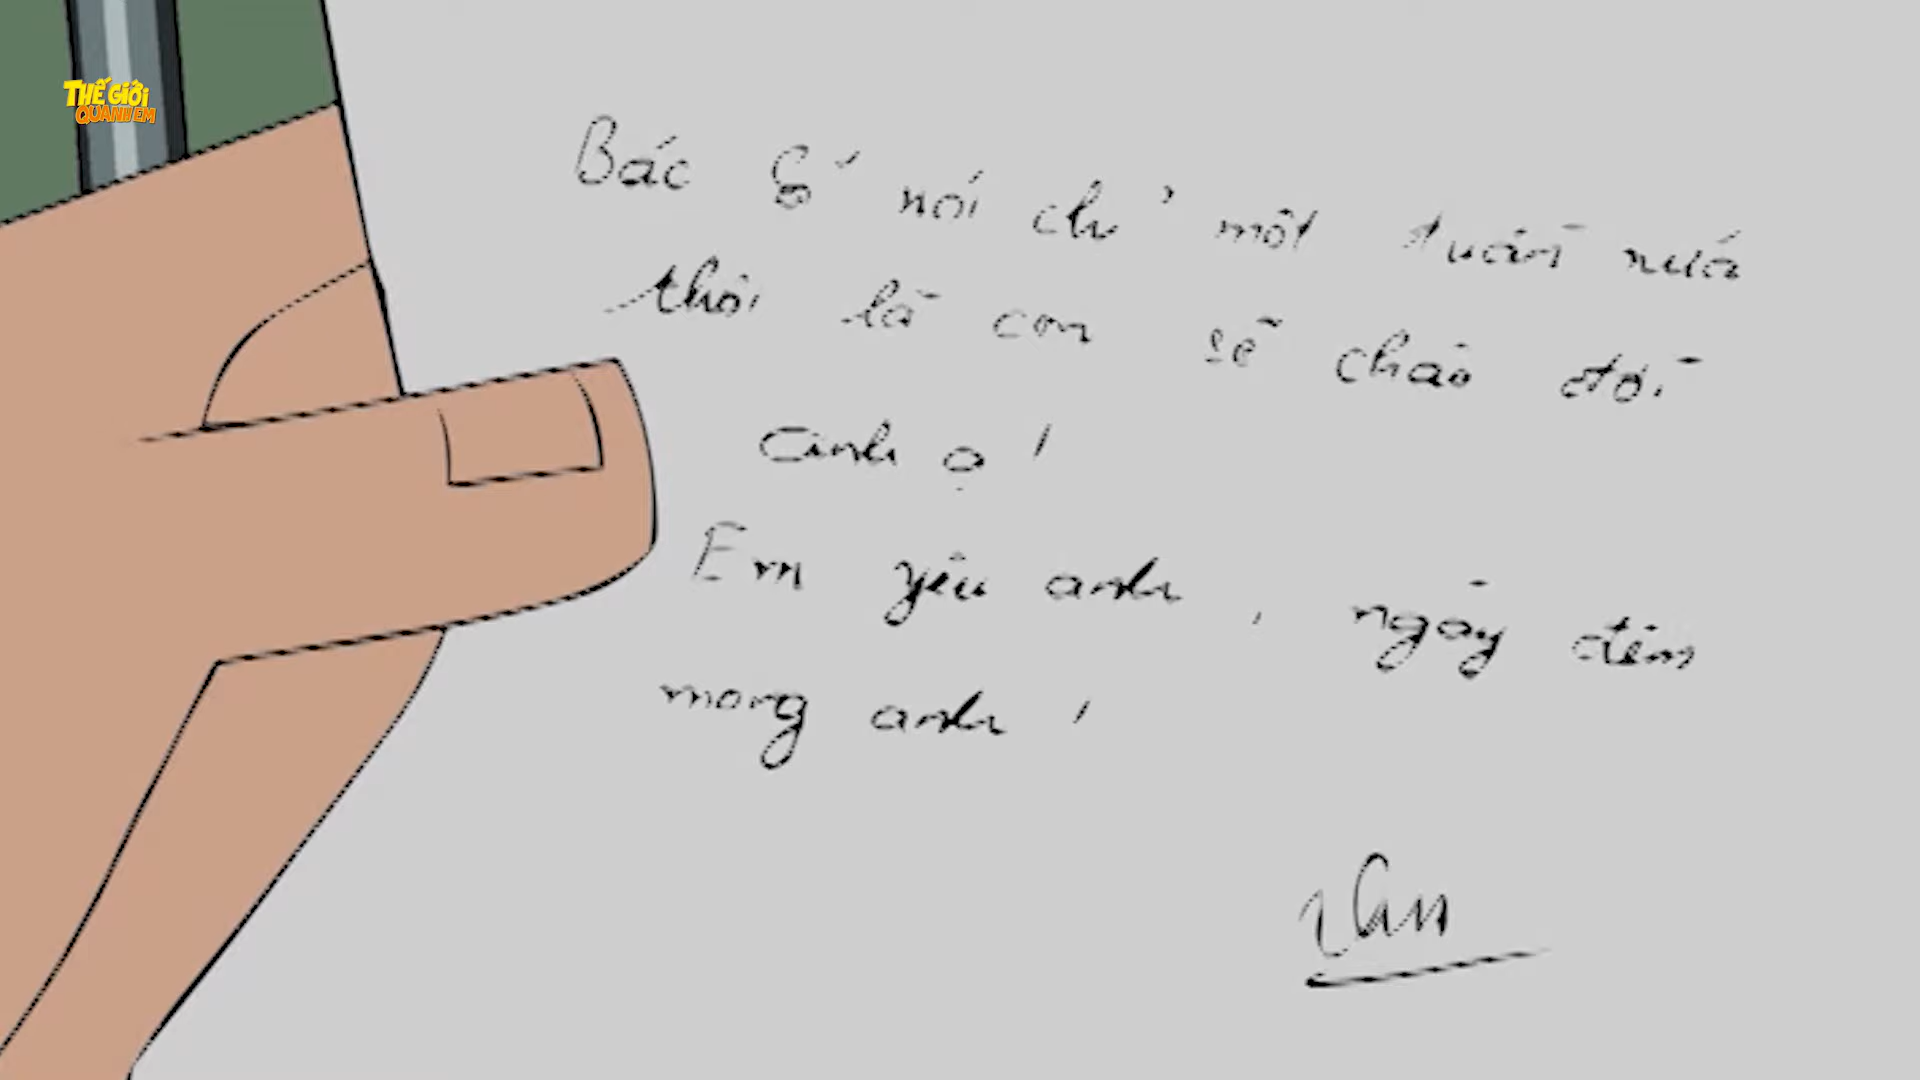 THẾ GIỚI
QUANH EM
Bác sĩ nói chỉ một tuần nữa
thôi là con sẽ chào đời
anh ạ!
Em yêu anh, ngày đêm
mong anh!